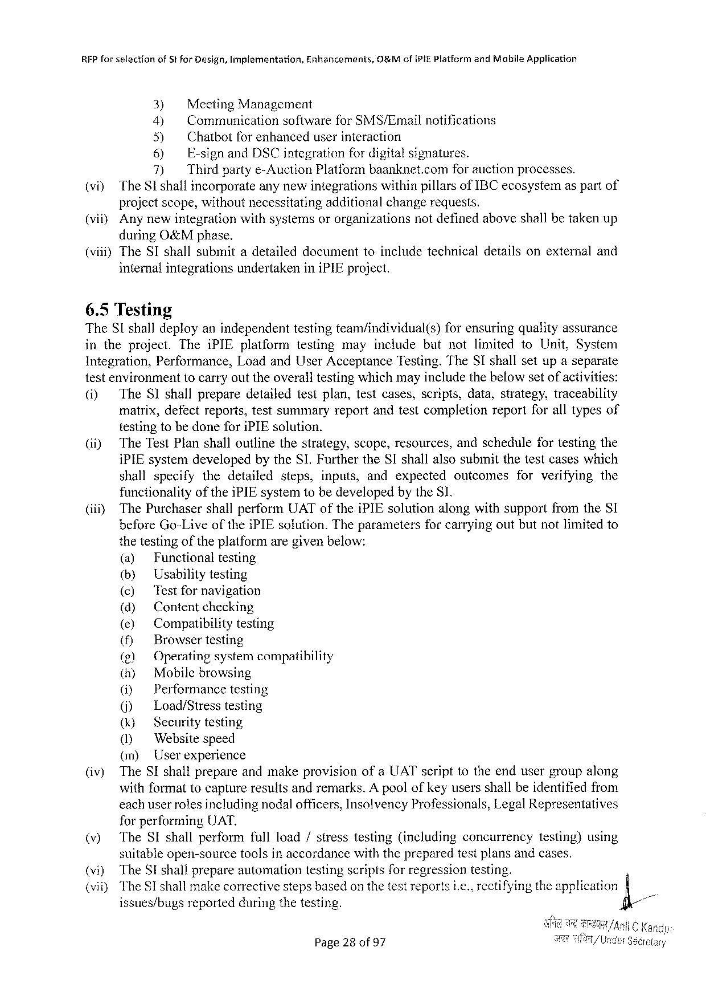 RFP for selection of SI for Design, Implementation, Enhancements, O&M of iPIE Platform and Mobile Application
3) Meeting Management
4) Communication software for SMS/Email notifications
5) Chatbot for enhanced user interaction
6) E-sign and DSC integration for digital signatures.
7) Third party e-Auction Platform baanknet.com for auction processes.
(vi) The SI shall incorporate any new integrations within pillars of IBC ecosystem as part of
project scope, without necessitating additional change requests.
(vii) Any new integration with systems or organizations not defined above shall be taken up
during O&M phase.
(viii) The SI shall submit a detailed document to include technical details on external and
internal integrations undertaken in iPIE project.
6.5 Testing
The SI shall deploy an independent testing team/individual(s) for ensuring quality assurance
in the project. The iPIE platform testing may include but not limited to Unit, System
Integration, Performance, Load and User Acceptance Testing. The SI shall set up a separate
test environment to carry out the overall testing which may include the below set of activities:
(i) The SI shall prepare detailed test plan, test cases, scripts, data, strategy, traceability
matrix, defect reports, test summary report and test completion report for all types of
testing to be done for iPIE solution.
(ii) The Test Plan shall outline the strategy, scope, resources, and schedule for testing the
iPIE system developed by the SI. Further the SI shall also submit the test cases which
shall specify the detailed steps, inputs, and expected outcomes for verifying the
functionality of the iPIE system to be developed by the SI.
(iii) The Purchaser shall perform UAT of the iPIE solution along with support from the SI
before Go-Live of the iPIE solution. The parameters for carrying out but not limited to
the testing of the platform are given below:
(a) Functional testing
(b) Usability testing
(c) Test for navigation
(d) Content checking
(e) Compatibility testing
(f) Browser testing
(g) Operating system compatibility
(h) Mobile browsing
(i) Performance testing
(j) Load/Stress testing
(k) Security testing
(l) Website speed
(m) User experience
(iv) The SI shall prepare and make provision of a UAT script to the end user group along
with format to capture results and remarks. A pool of key users shall be identified from
each user roles including nodal officers, Insolvency Professionals, Legal Representatives
for performing UAT.
(v) The SI shall perform full load / stress testing (including concurrency testing) using
suitable open-source tools in accordance with the prepared test plans and cases.
(vi) The SI shall prepare automation testing scripts for regression testing.
(vii) The SI shall make corrective steps based on the test reports i.e., rectifying the application
issues/bugs reported during the testing.
अनिल चन्द्र काण्डपाल/Anil C Kandp
Page 28 of 97
अवर सचिव/Under Secretary